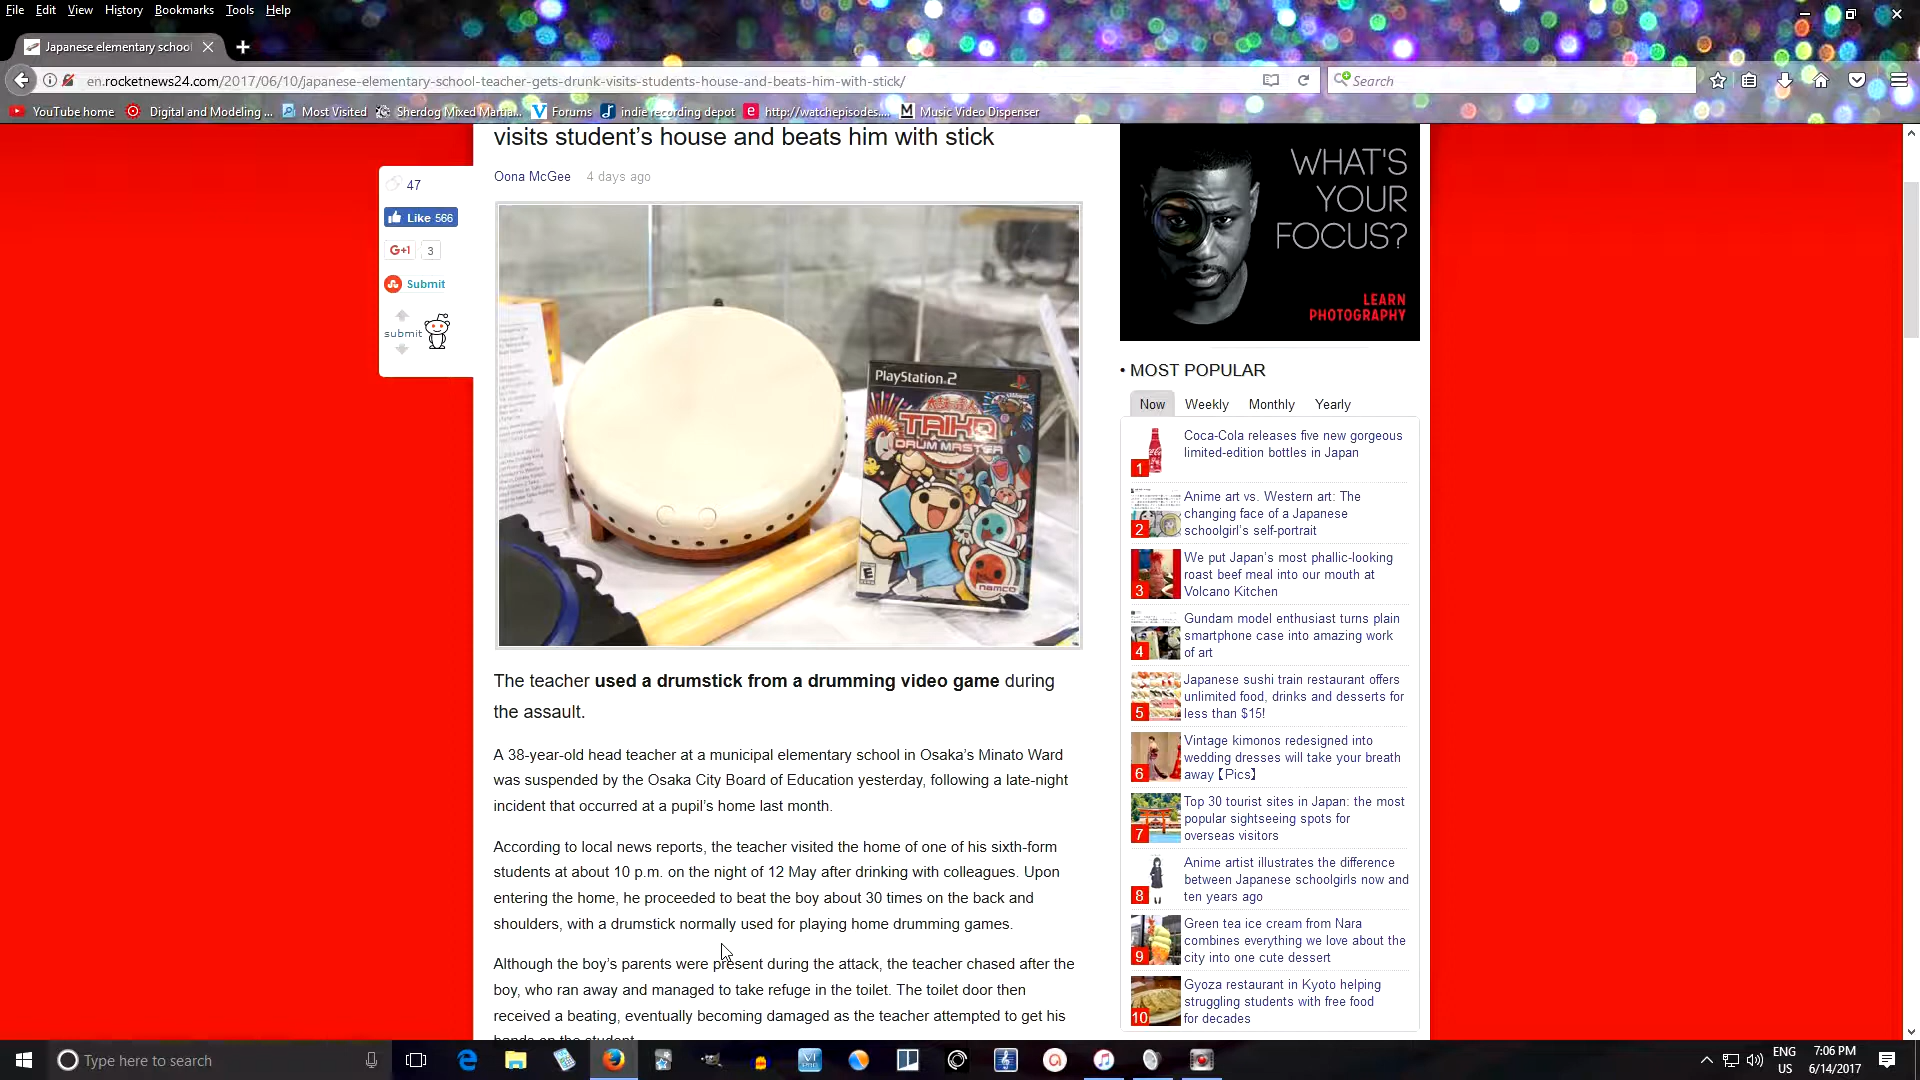 File Edit View History Bookmarks Tools Help
Japanese elementary school
en.rocketnews24.com/2017/06/10/japanese-elementary-school-teacher-gets-drunk-visits-students-house-and-beats-him-with-stick/
Search
YouTube home Digital and Modeling ... Most Visited Sherdog Mixed Martia... Forums indie recording depot http://watchepisodes.... Music Video Dispenser
visits student’s house and beats him with stick
Oona McGee 4 days ago
47
Like 566
G+1 3
Submit
submit
PlayStation.2
TAIKO
DRUM MASTER
E
namco
The teacher used a drumstick from a drumming video game during
the assault.
A 38-year-old head teacher at a municipal elementary school in Osaka’s Minato Ward
was suspended by the Osaka City Board of Education yesterday, following a late-night
incident that occurred at a pupil’s home last month.
According to local news reports, the teacher visited the home of one of his sixth-form
students at about 10 p.m. on the night of 12 May after drinking with colleagues. Upon
entering the home, he proceeded to beat the boy about 30 times on the back and
shoulders, with a drumstick normally used for playing home drumming games.
Although the boy’s parents were present during the attack, the teacher chased after the
boy, who ran away and managed to take refuge in the toilet. The toilet door then
received a beating, eventually becoming damaged as the teacher attempted to get his
hands on the student.
WHAT'S
YOUR
FOCUS?
LEARN
PHOTOGRAPHY
• MOST POPULAR
Now Weekly Monthly Yearly
1
Coca-Cola releases five new gorgeous
limited-edition bottles in Japan
2
Anime art vs. Western art: The
changing face of a Japanese
schoolgirl’s self-portrait
3
We put Japan’s most phallic-looking
roast beef meal into our mouth at
Volcano Kitchen
4
Gundam model enthusiast turns plain
smartphone case into amazing work
of art
5
Japanese sushi train restaurant offers
unlimited food, drinks and desserts for
less than $15!
6
Vintage kimonos redesigned into
wedding dresses will take your breath
away【Pics】
7
Top 30 tourist sites in Japan: the most
popular sightseeing spots for
overseas visitors
8
Anime artist illustrates the difference
between Japanese schoolgirls now and
ten years ago
9
Green tea ice cream from Nara
combines everything we love about the
city into one cute dessert
10
Gyoza restaurant in Kyoto helping
struggling students with free food
for decades
Type here to search
ENG
US
7:06 PM
6/14/2017